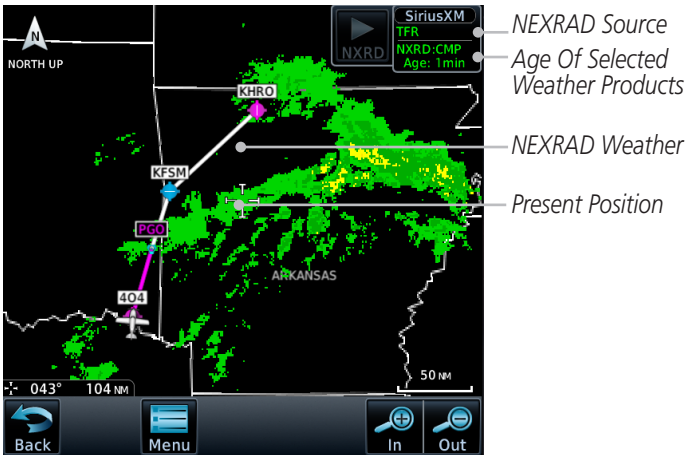 N
NORTH UP
NXRD
SiriusXM
TFR
NXRD:CMP
Age: 1min
NEXRAD Source
Age Of Selected
Weather Products
KHRO
NEXRAD Weather
KFSM
Present Position
PGO
ARKANSAS
4O4
50 NM
043° 104 NM
Back
Menu
In
Out